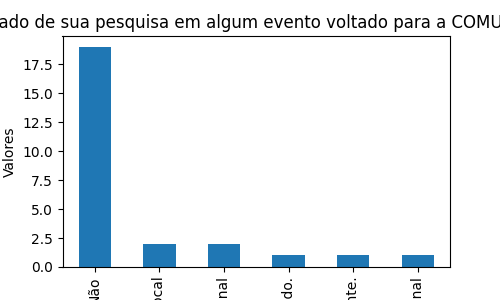 ado de sua pesquisa em algum evento voltado para a COMU
Valores
17.5
15.0
12.5
10.0
7.5
5.0
2.5
0.0
Não
ocal
nal
do.
nte.
nal